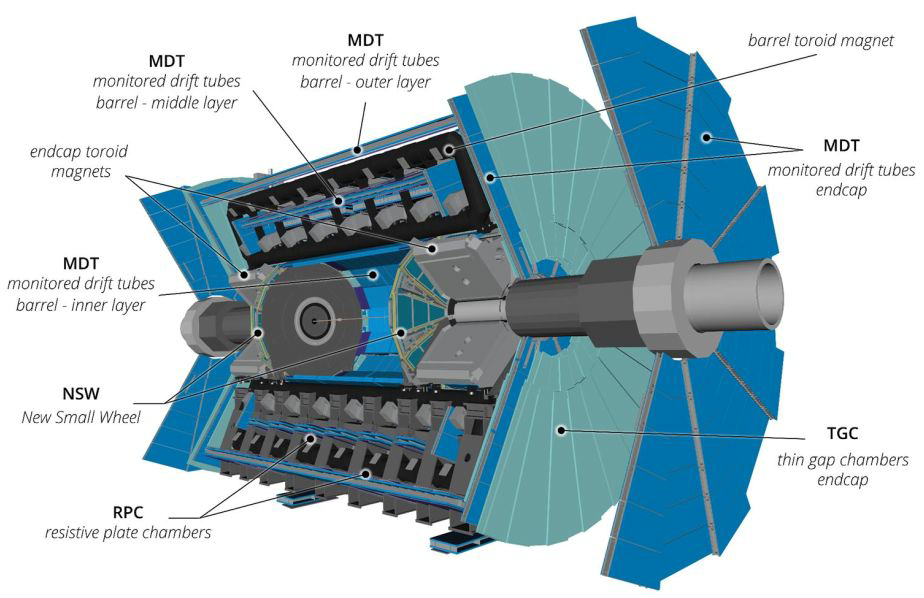 MDT
monitored drift tubes
barrel - middle layer
MDT
monitored drift tubes
barrel - outer layer
barrel toroid magnet
endcap toroid
magnets
MDT
monitored drift tubes
endcap
MDT
monitored drift tubes
barrel - inner layer
NSW
New Small Wheel
TGC
thin gap chambers
endcap
RPC
resistive plate chambers